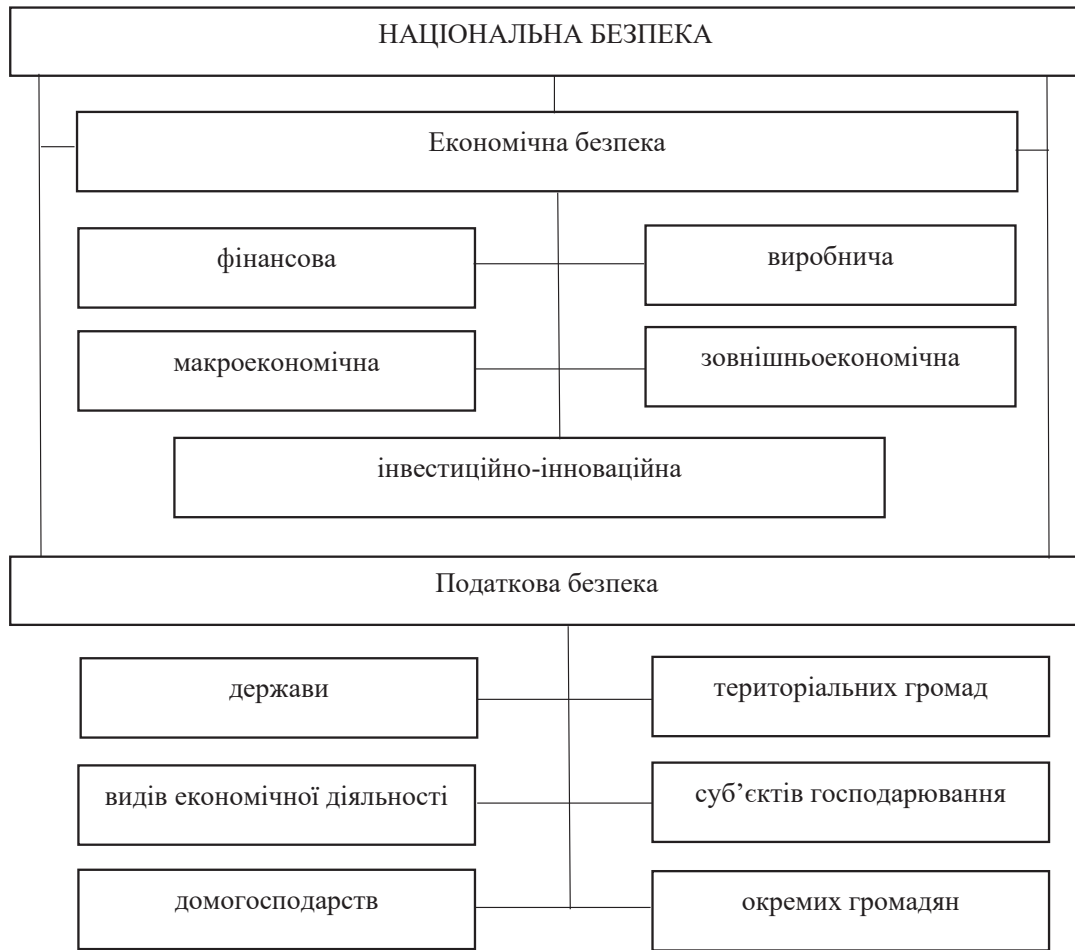 НАЦІОНАЛЬНА БЕЗПЕКА
Економічна безпека
фінансова
виробнича
макроекономічна
зовнішньоекономічна
інвестиційно-інноваційна
Податкова безпека
держави
територіальних громад
видів економічної діяльності
суб’єктів господарювання
домогосподарств
окремих громадян